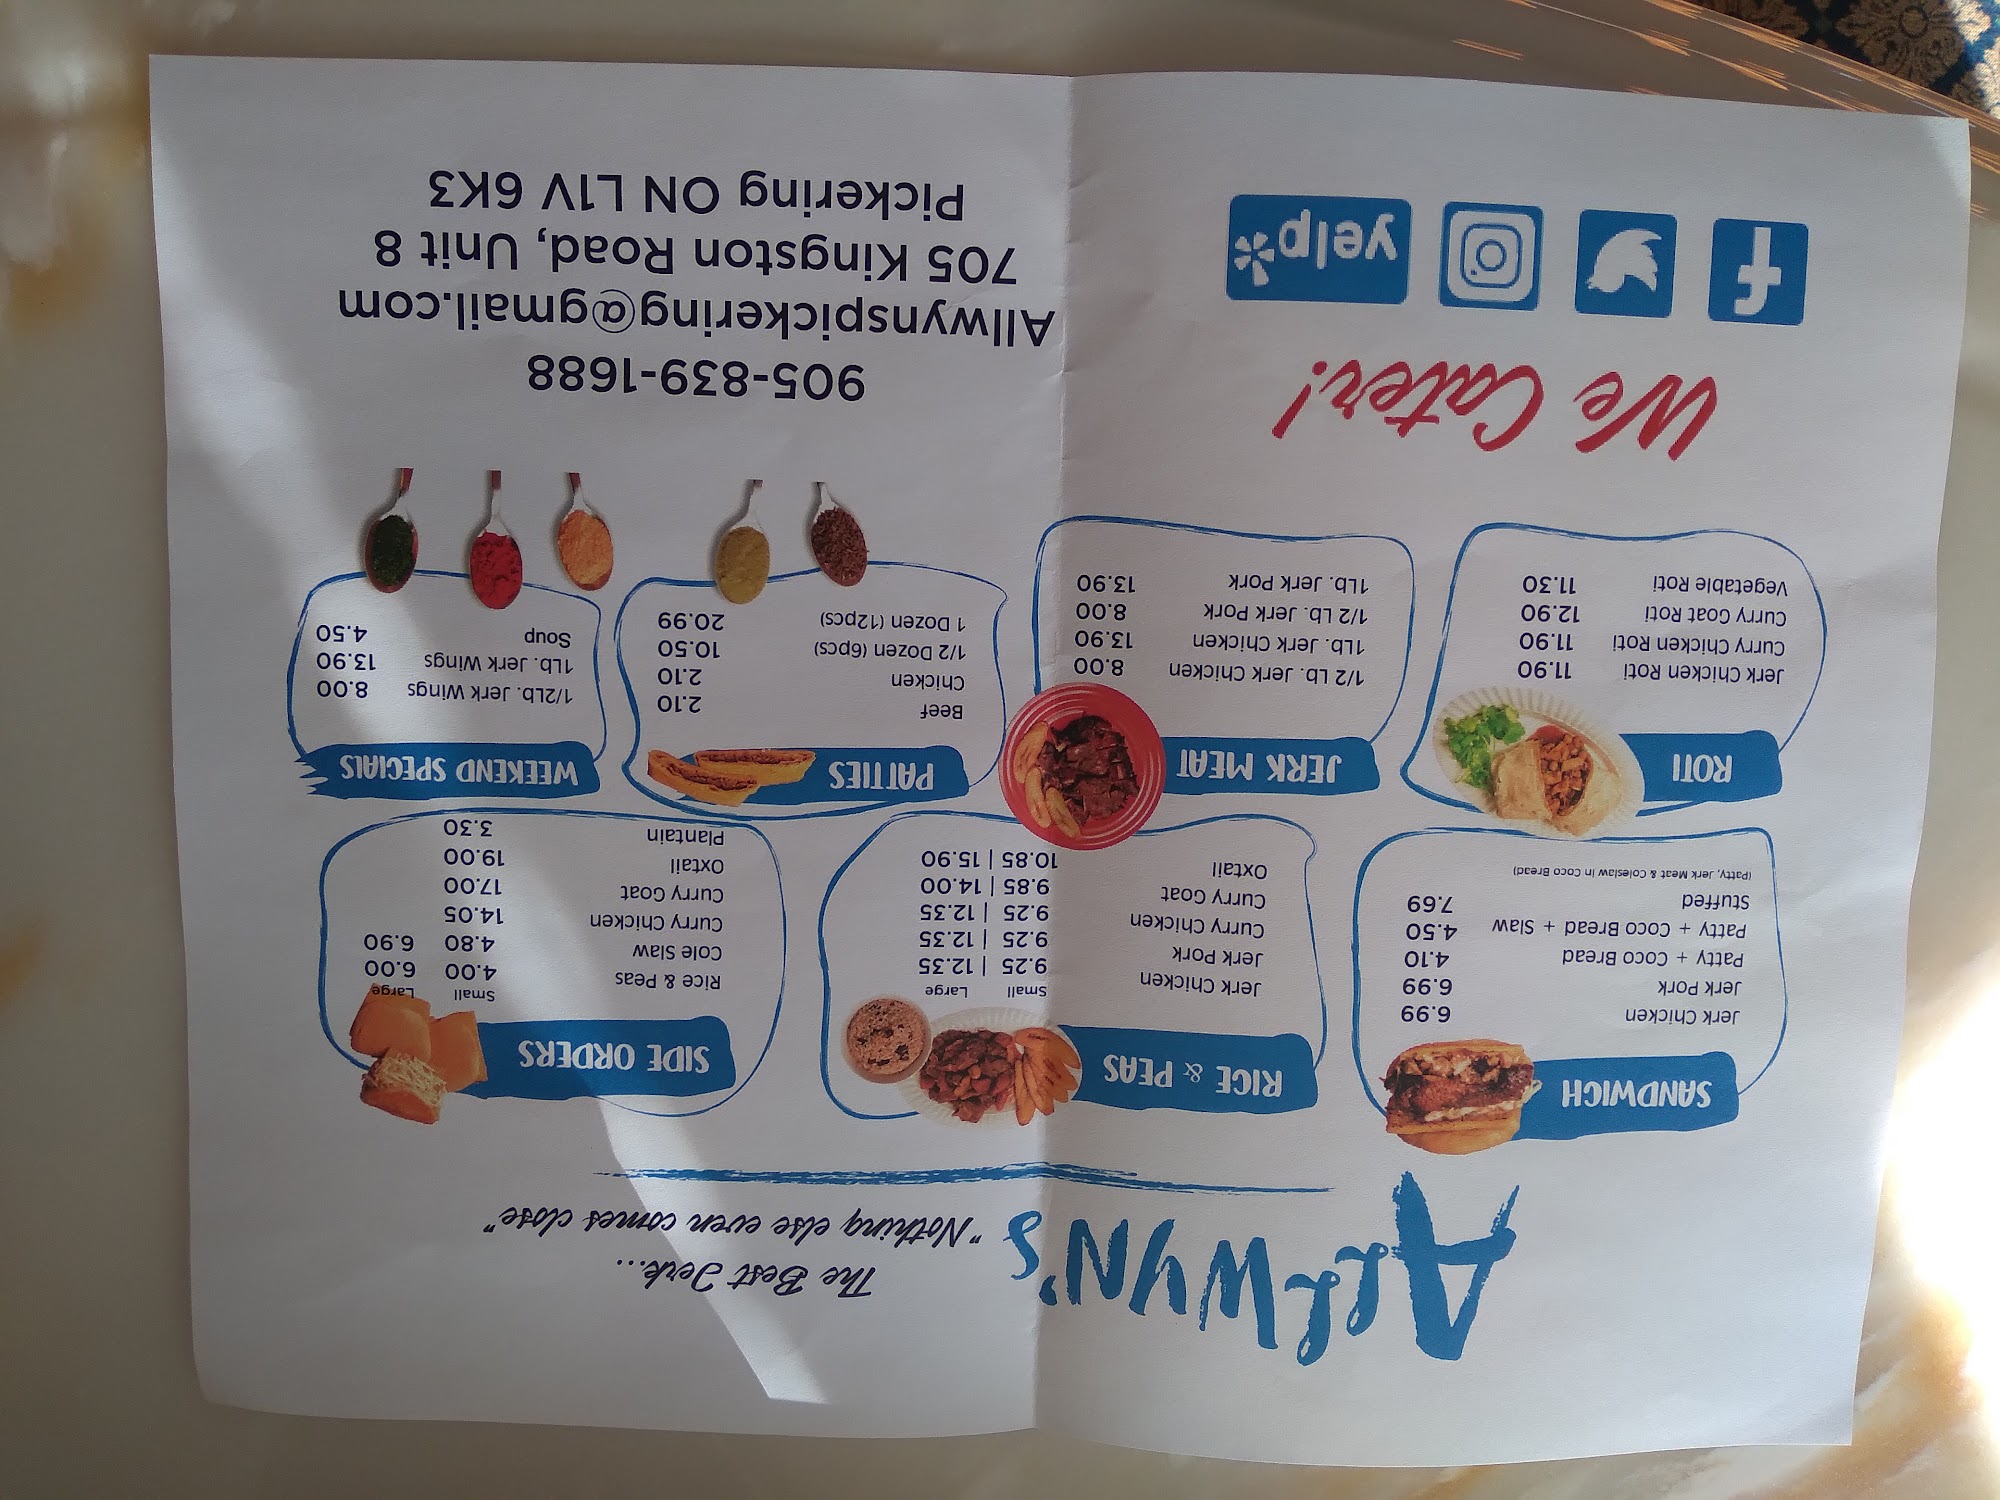 ALLWYN'S
The Best Jerk...
"Nothing else even comes close"
SANDWICH
Jerk Chicken 6.99
Jerk Pork 6.99
Patty + Coco Bread 4.10
Patty + Coco Bread + Slaw 4.50
Stuffed 7.69
(Patty, Jerk Meat & Coleslaw in Coco Bread)
RICE & PEAS
Small Large
Jerk Chicken 9.25 | 12.35
Jerk Pork 9.25 | 12.35
Curry Chicken 9.25 | 12.35
Curry Goat 9.85 | 14.00
Oxtail 10.85 | 15.90
SIDE ORDERS
Small Large
Rice & Peas 4.00 6.00
Cole Slaw 4.80 6.90
Curry Chicken 14.05
Curry Goat 17.00
Oxtail 19.00
Plantain 3.30
ROTI
Jerk Chicken Roti 11.90
Curry Chicken Roti 11.90
Curry Goat Roti 12.90
Vegetable Roti 11.30
JERK MEAT
1/2 Lb. Jerk Chicken 8.00
1Lb. Jerk Chicken 13.90
1/2 Lb. Jerk Pork 8.00
1Lb. Jerk Pork 13.90
PATTIES
Beef 2.10
Chicken 2.10
1/2 Dozen (6pcs) 10.50
1 Dozen (12pcs) 20.99
WEEKEND SPECIALS
1/2Lb. Jerk Wings 8.00
1Lb. Jerk Wings 13.90
Soup 4.50
We Cater!
f
yelp
905-839-1688
Allwynspickering@gmail.com
705 Kingston Road, Unit 8
Pickering ON L1V 6K3